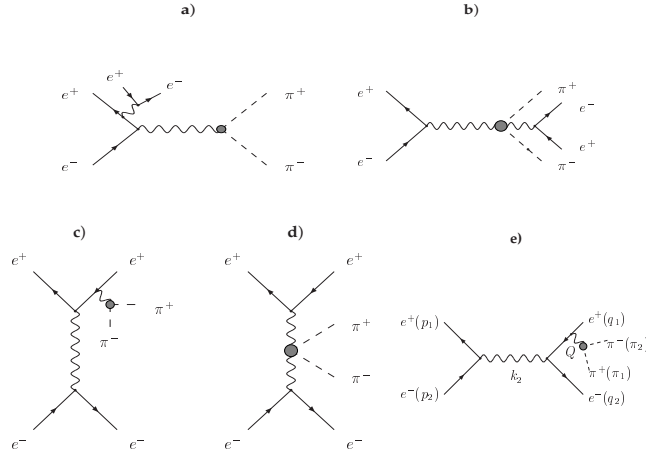 a)
e⁺
e⁺
e⁻
e⁻
π⁺
π⁻
b)
e⁺
e⁻
π⁺
e⁻
e⁺
π⁻
c)
e⁺
e⁺
π⁺
π⁻
e⁻
e⁻
d)
e⁺
e⁺
π⁺
π⁻
e⁻
e⁻
e)
e⁺(p₁)
e⁻(p₂)
k₂
Q
e⁺(q₁)
π⁻(π₂)
π⁺(π₁)
e⁻(q₂)